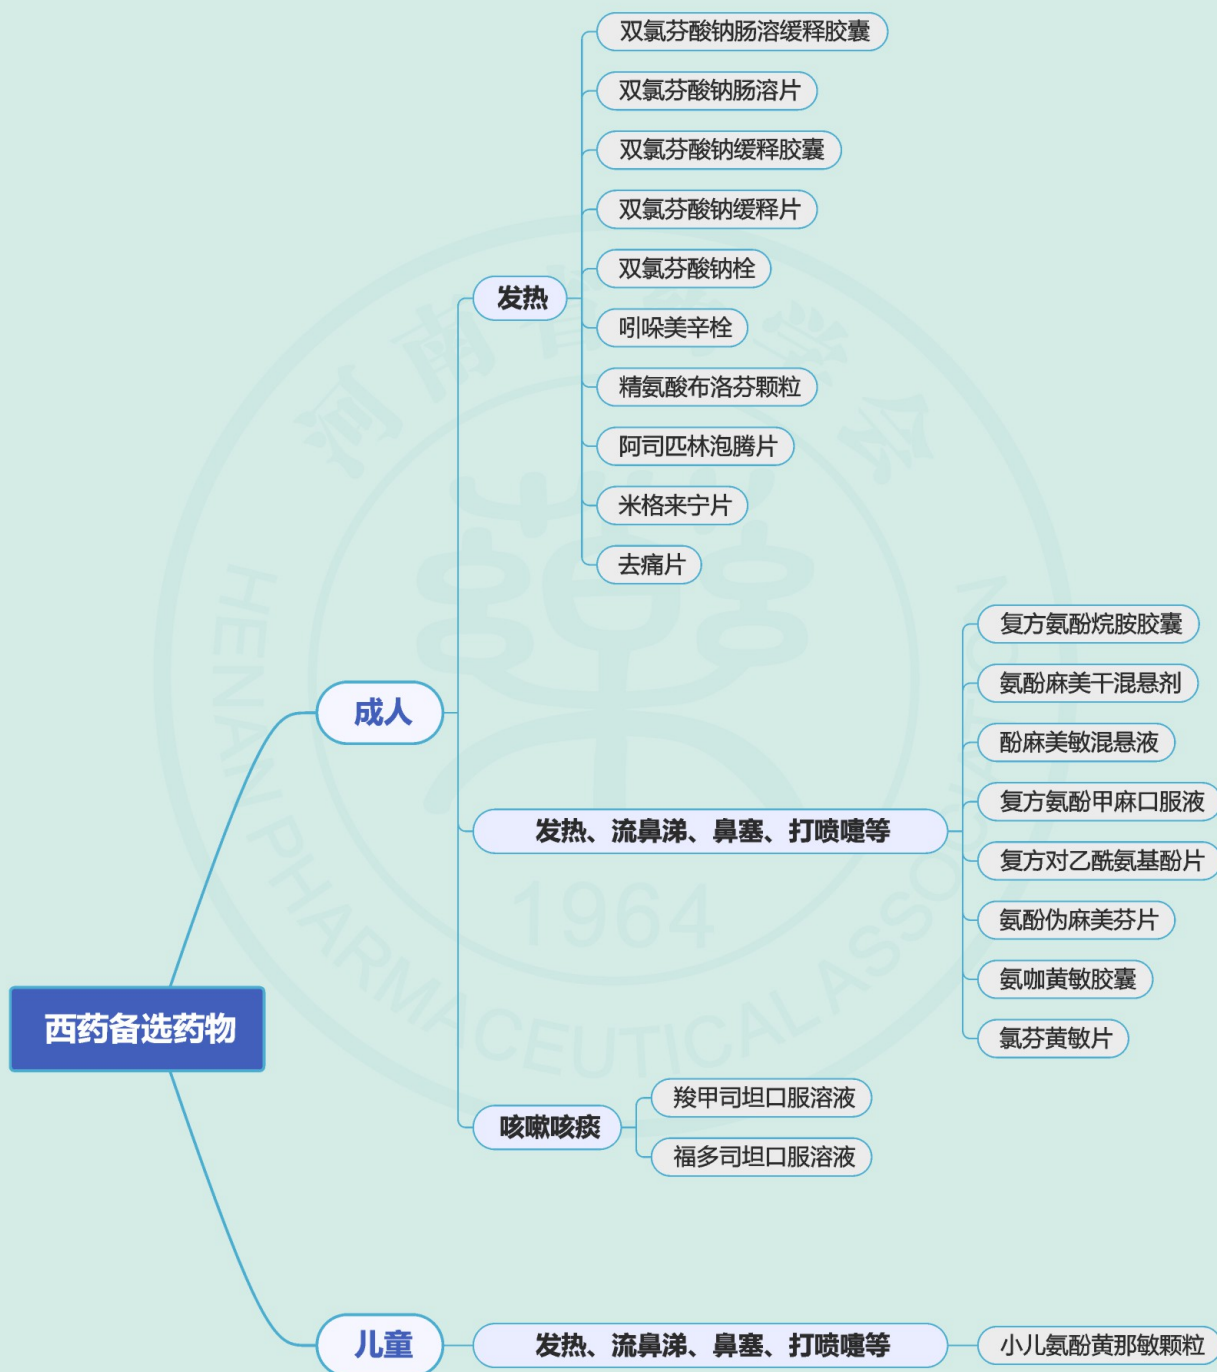 西药备选药物
成人
发热
双氯芬酸钠肠溶缓释胶囊
双氯芬酸钠肠溶片
双氯芬酸钠缓释胶囊
双氯芬酸钠缓释片
双氯芬酸钠栓
吲哚美辛栓
精氨酸布洛芬颗粒
阿司匹林泡腾片
米格来宁片
去痛片
发热、流鼻涕、鼻塞、打喷嚏等
复方氨酚烷胺胶囊
氨酚麻美干混悬剂
酚麻美敏混悬液
复方氨酚甲麻口服液
复方对乙酰氨基酚片
氨酚伪麻美芬片
氨咖黄敏胶囊
氯芬黄敏片
咳嗽咳痰
羧甲司坦口服溶液
福多司坦口服溶液
儿童
发热、流鼻涕、鼻塞、打喷嚏等
小儿氨酚黄那敏颗粒
河南省药学会
HENAN PHARMACEUTICAL ASSOCIATION
1964